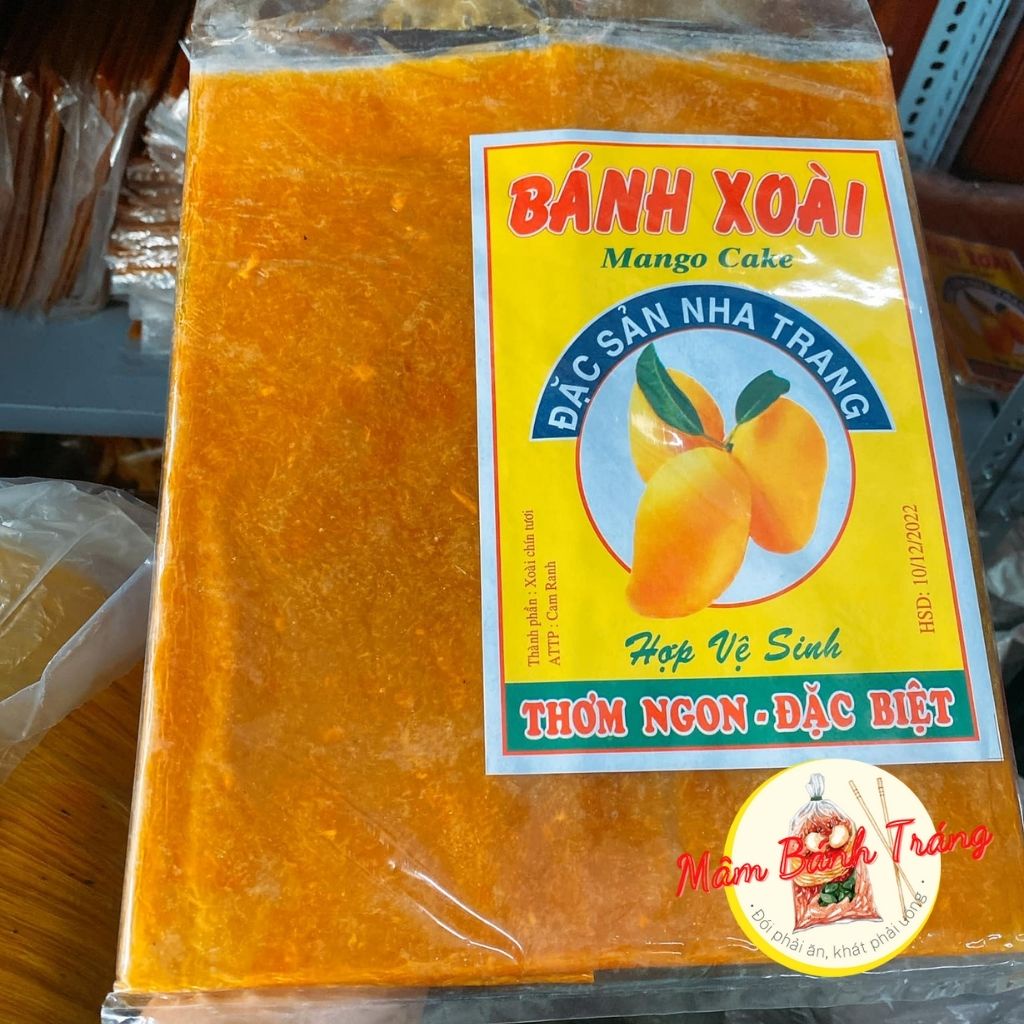 BÁNH XOÀI
Mango Cake
ĐẶC SẢN NHA TRANG
Thành phần : Xoài chín tươi
ATTP : Cam Ranh
HSD: 10/12/2022
Hợp Vệ Sinh
THƠM NGON - ĐẶC BIỆT
Mâm Bánh Tráng
· Đói phải ăn, khát phải uống ·
XOÀI